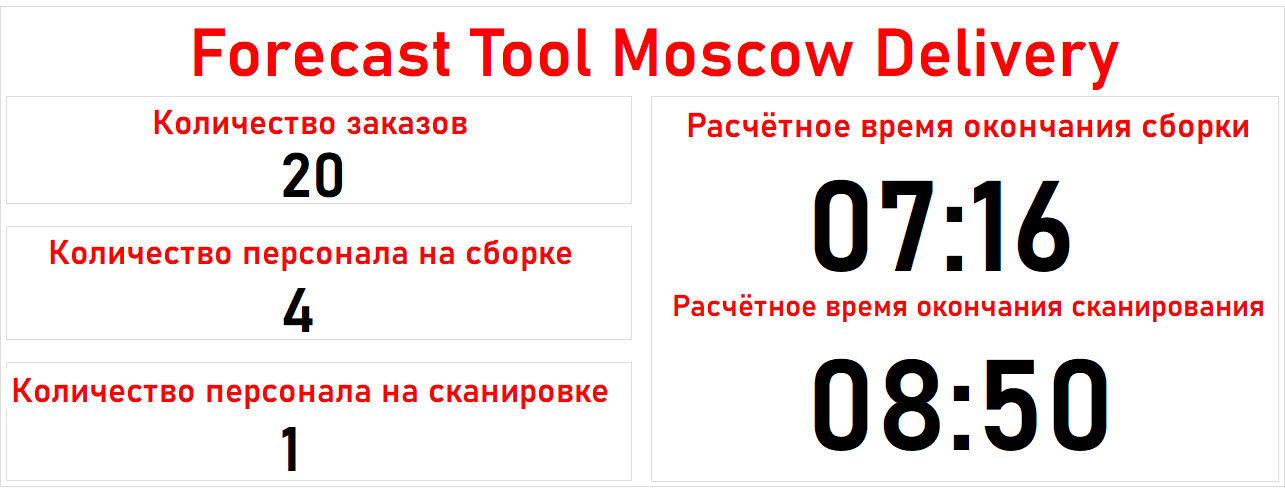 Forecast Tool Moscow Delivery
Количество заказов
20
Количество персонала на сборке
4
Количество персонала на сканировке
1
Расчётное время окончания сборки
07:16
Расчётное время окончания сканирования
08:50